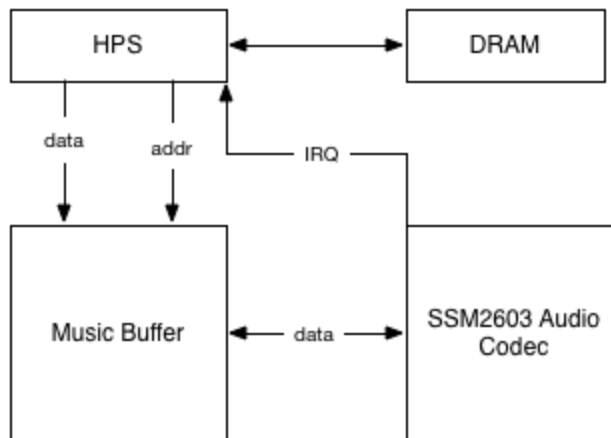 HPS
DRAM
data
addr
IRQ
Music Buffer
data
SSM2603 Audio
Codec